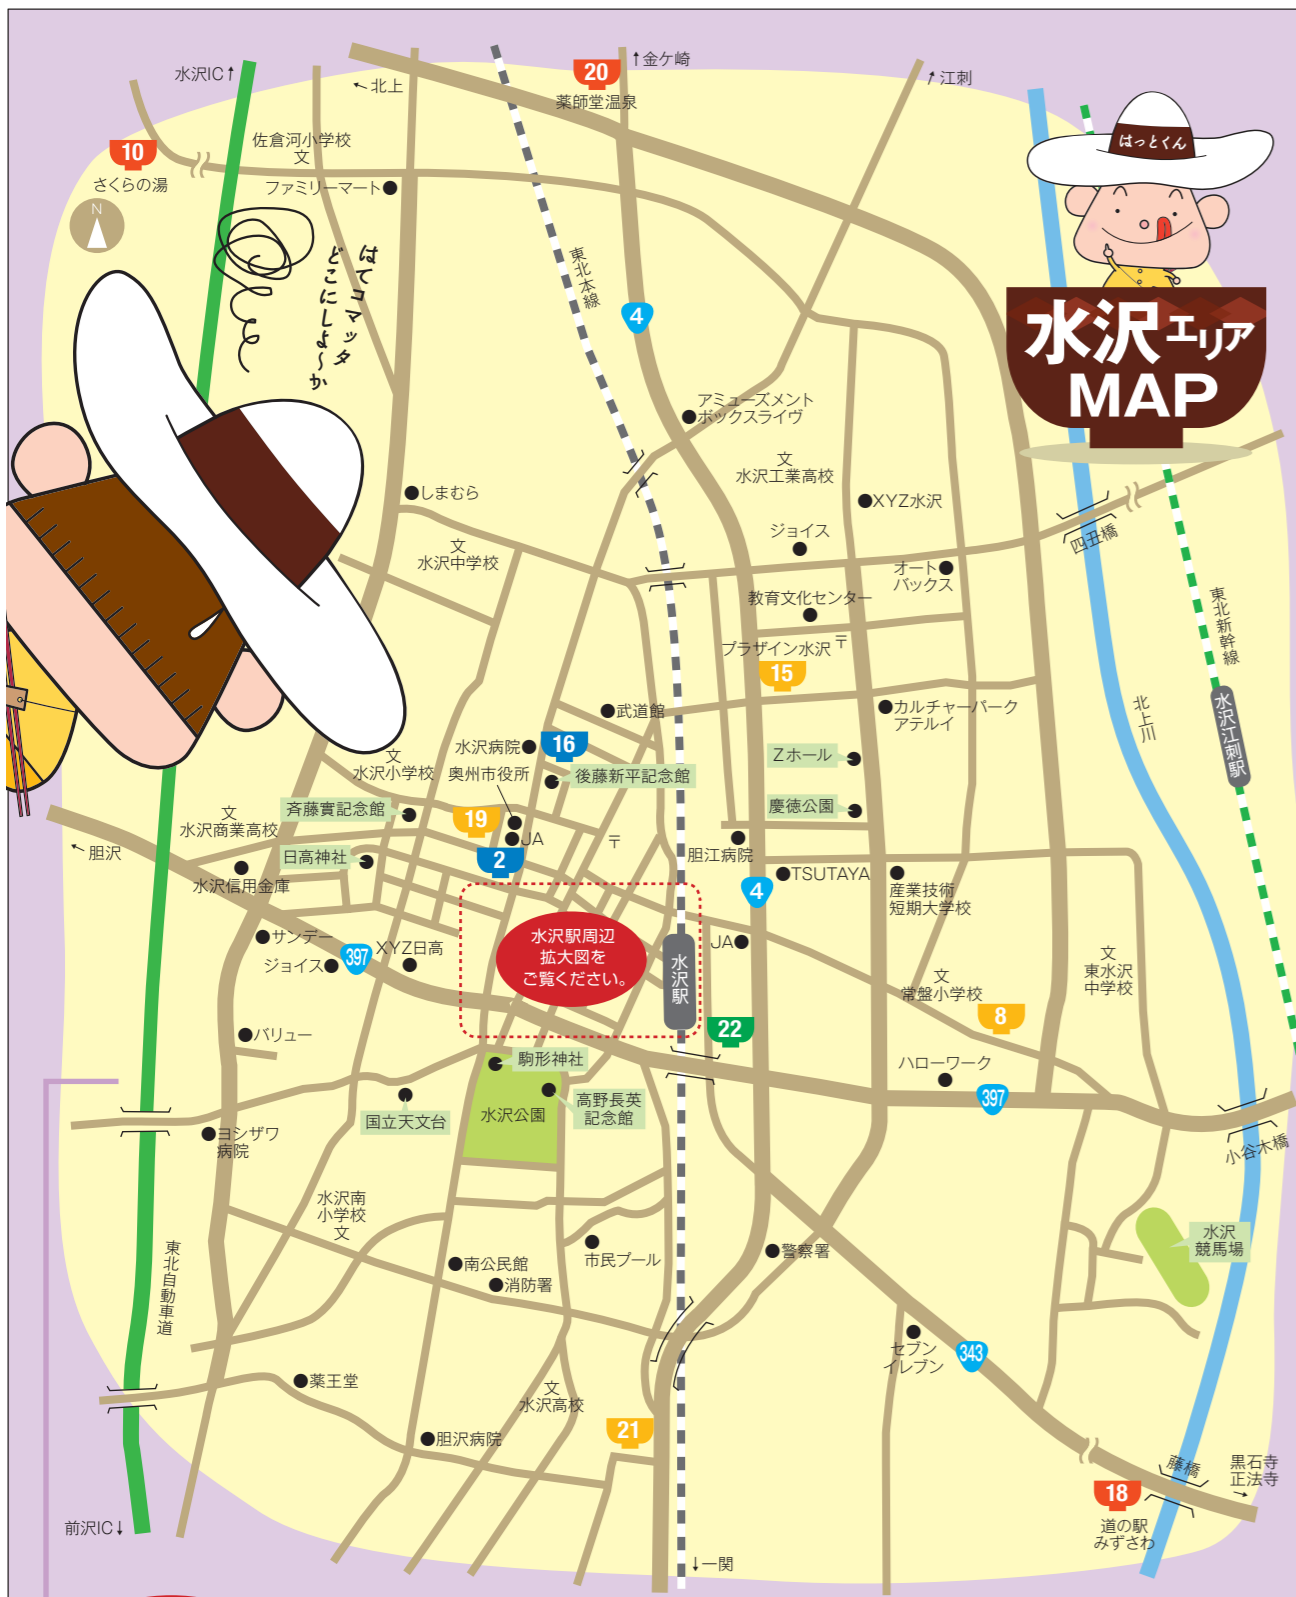 水沢IC↑
←北上
20
薬師堂温泉
↑金ケ崎
↗江刺
はっとくん
水沢エリア
MAP
10
さくらの湯
N
佐倉河小学校
文
ファミリーマート
はてコマッタ
どこにしよ〜か
東北本線
4
アミューズメント
ボックスライヴ
文
水沢工業高校
しまむら
XYZ水沢
ジョイス
文
水沢中学校
オート
バックス
四丑橋
教育文化センター
東北新幹線
プラザイン水沢
〒
15
水沢江刺駅
北上川
武道館
カルチャーパーク
アテルイ
水沢病院
16
文
水沢小学校
奥州市役所
後藤新平記念館
Zホール
斉藤實記念館
慶徳公園
文
水沢商業高校
19
JA
〒
胆江病院
←胆沢
日高神社
2
水沢信用金庫
TSUTAYA
4
産業技術
短期大学校
水沢駅周辺
拡大図を
ご覧ください。
サンデー
ジョイス
397
XYZ日高
水沢駅
JA
文
常盤小学校
文
東水沢
中学校
8
22
バリュー
駒形神社
ハローワーク
397
国立天文台
水沢公園
高野長英
記念館
ヨシザワ
病院
小谷木橋
水沢南
小学校
文
水沢
競馬場
東北自動車道
市民プール
警察署
南公民館
消防署
セブン
イレブン
343
薬王堂
文
水沢高校
胆沢病院
21
藤橋
黒石寺
正法寺
→
18
道の駅
みずさわ
前沢IC↓
↓一関